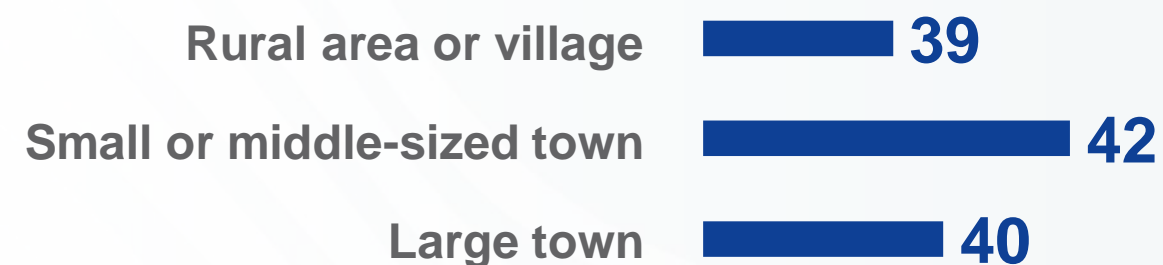 Rural area or village 39
Small or middle-sized town 42
Large town 40